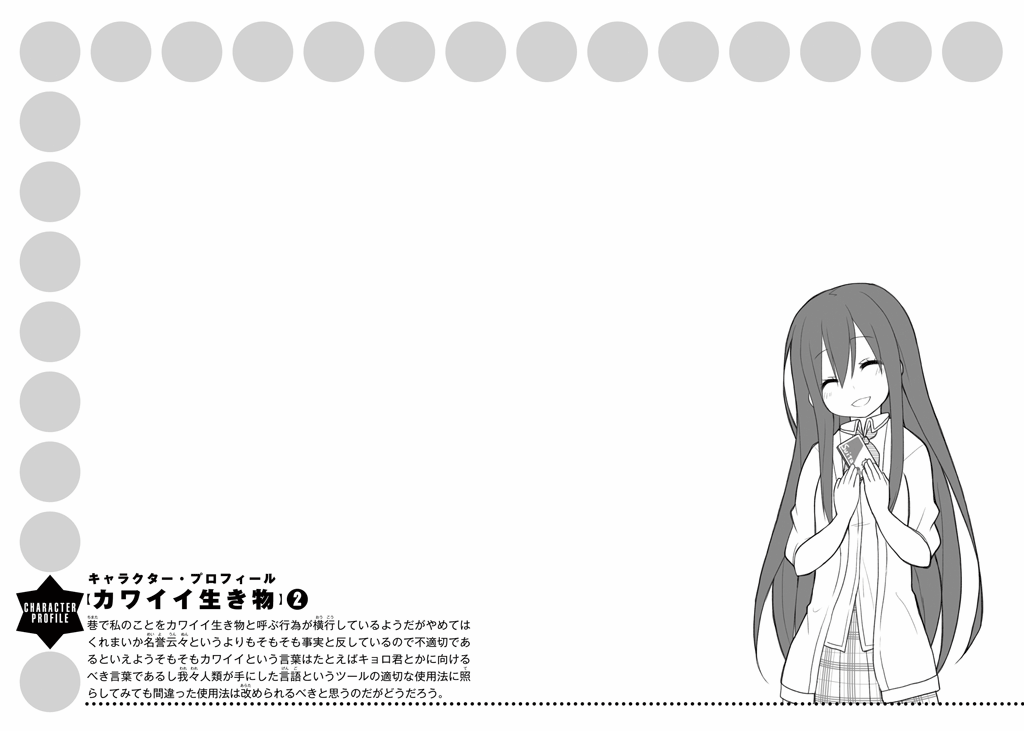 キャラクター・プロフィール
【カワイイ生き物】❷
CHARACTER
PROFILE
巷で私のことをカワイイ生き物と呼ぶ行為が横行しているようだがやめては
くれまいか名誉云々というよりもそもそも事実と反しているので不適切であ
るといえようそもそもカワイイという言葉はたとえばキョロ君とかに向ける
べき言葉であるし我々人類が手にした言語というツールの適切な使用法に照
らしてみても間違った使用法は改められるべきと思うのだがどうだろう。